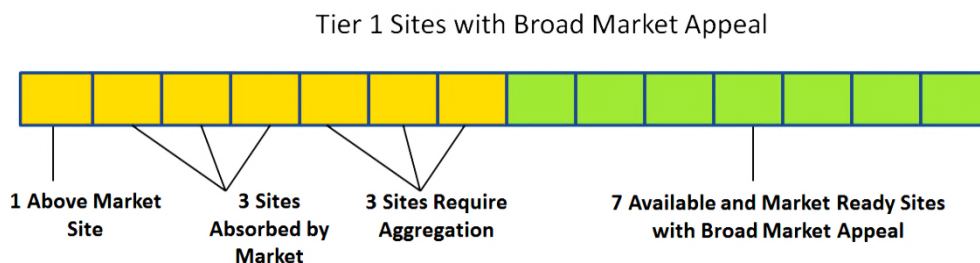 Tier 1 Sites with Broad Market Appeal
1 Above Market
Site
3 Sites
Absorbed by
Market
3 Sites Require
Aggregation
7 Available and Market Ready Sites
with Broad Market Appeal